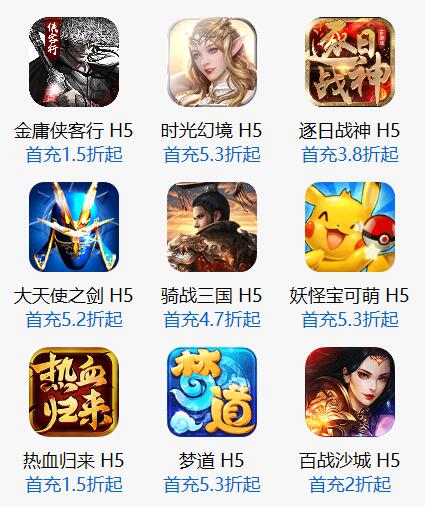 侠客行
逐日战神
金庸侠客行 H5
时光幻境 H5
逐日战神 H5
首充1.5折起
首充5.3折起
首充3.8折起
大天使之剑 H5
骑战三国 H5
妖怪宝可萌 H5
首充5.2折起
首充4.7折起
首充5.3折起
热血归来
梦道
热血归来 H5
梦道 H5
百战沙城 H5
首充1.5折起
首充5.3折起
首充2折起